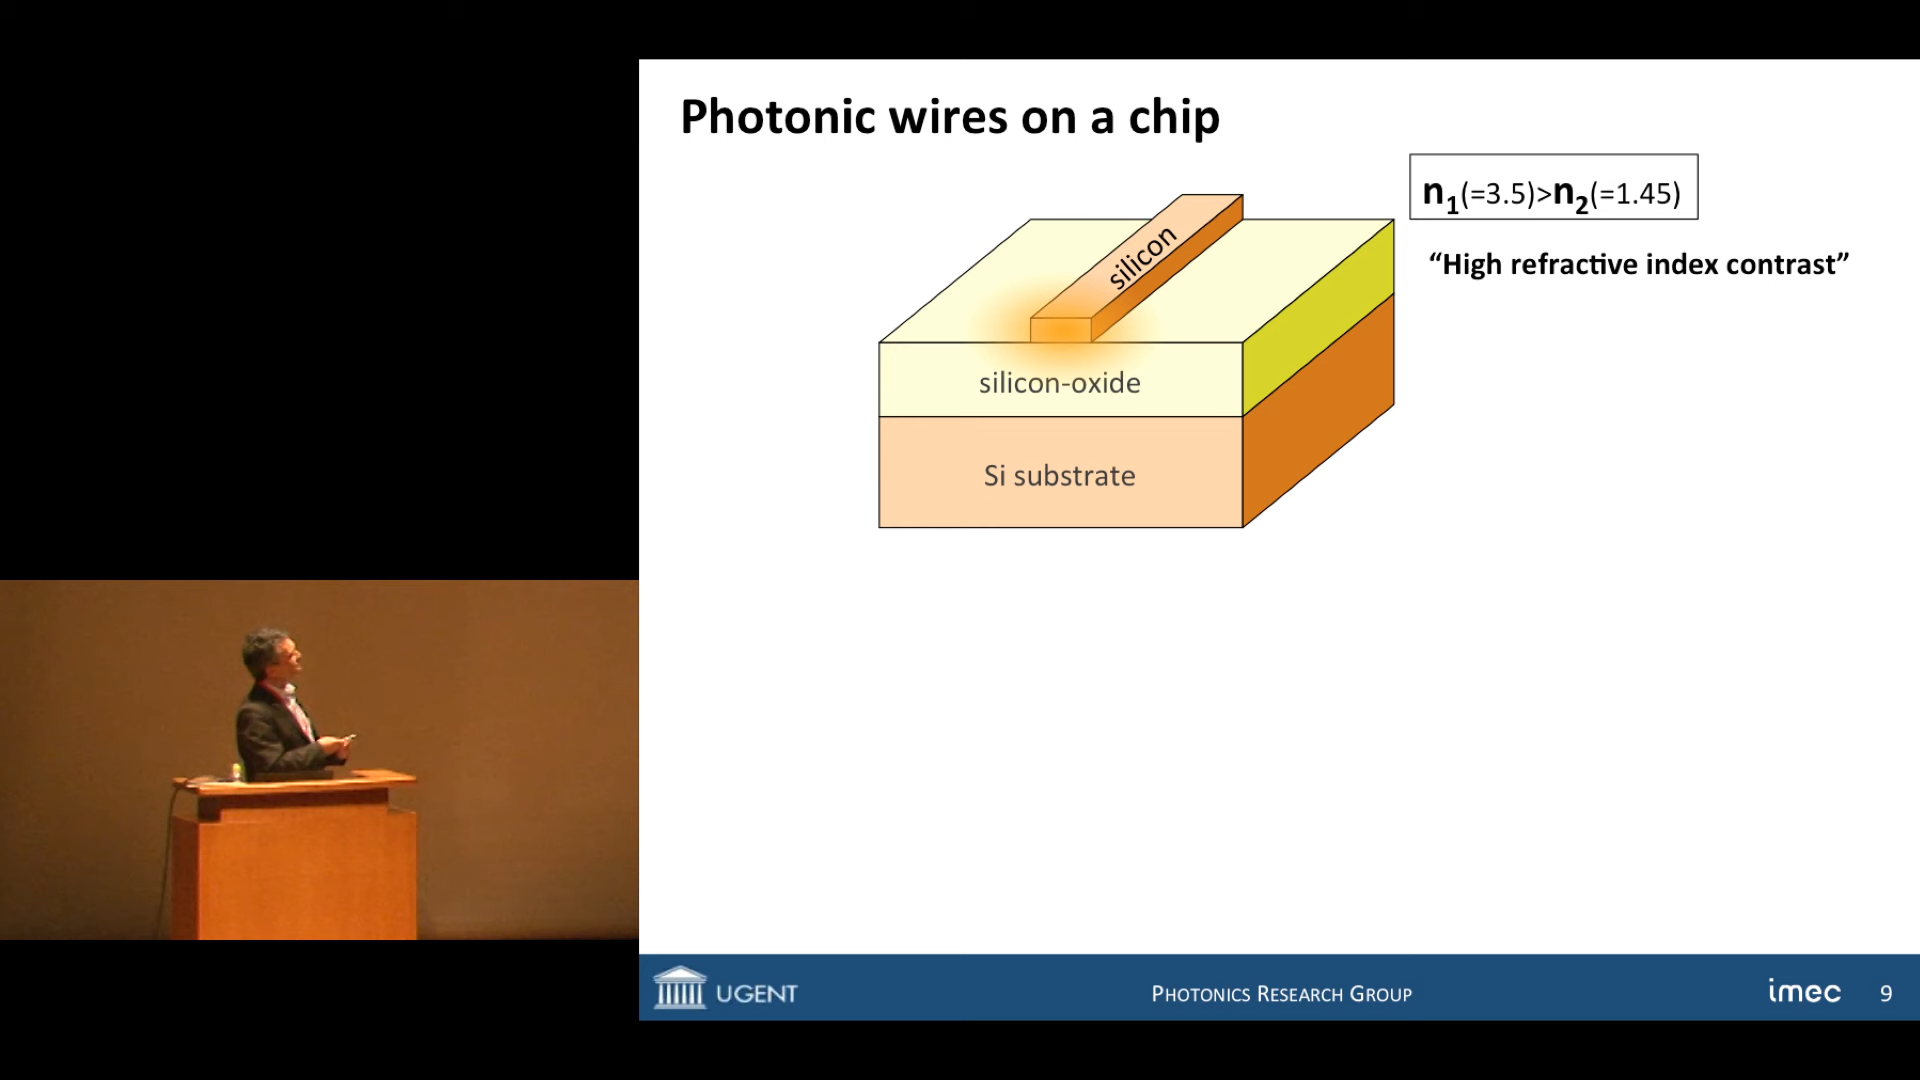 Photonic wires on a chip
n1(=3.5)>n2(=1.45)
“High refractive index contrast”
silicon
silicon-oxide
Si substrate
UGENT
PHOTONICS RESEARCH GROUP
imec
9